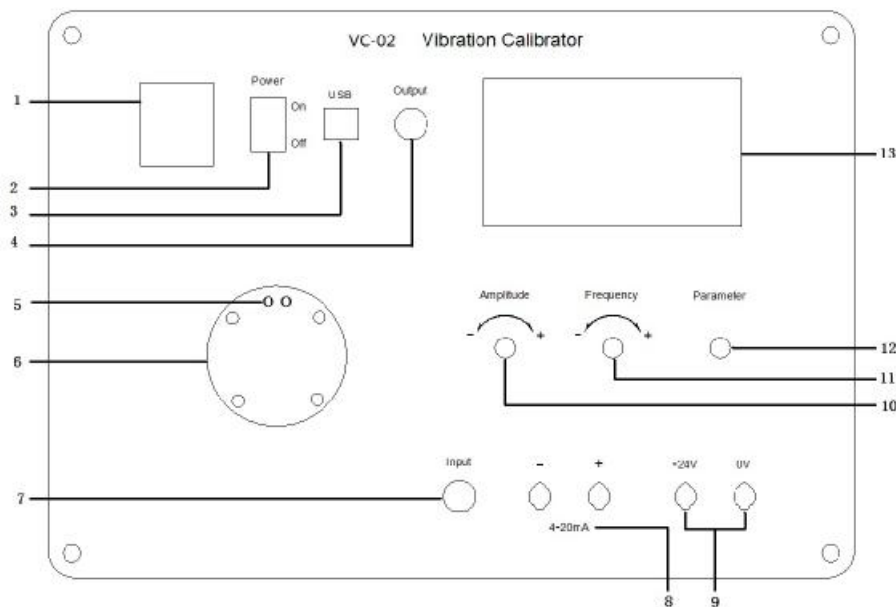 VC-02 Vibration Calibrator
Power
USB
Output
On
Off
1
2
3
4
13
5
6
Amplitude
Frequency
Parameter
- +
- +
12
11
10
Input
-
+
-24V
0V
7
4-20mA
8
9